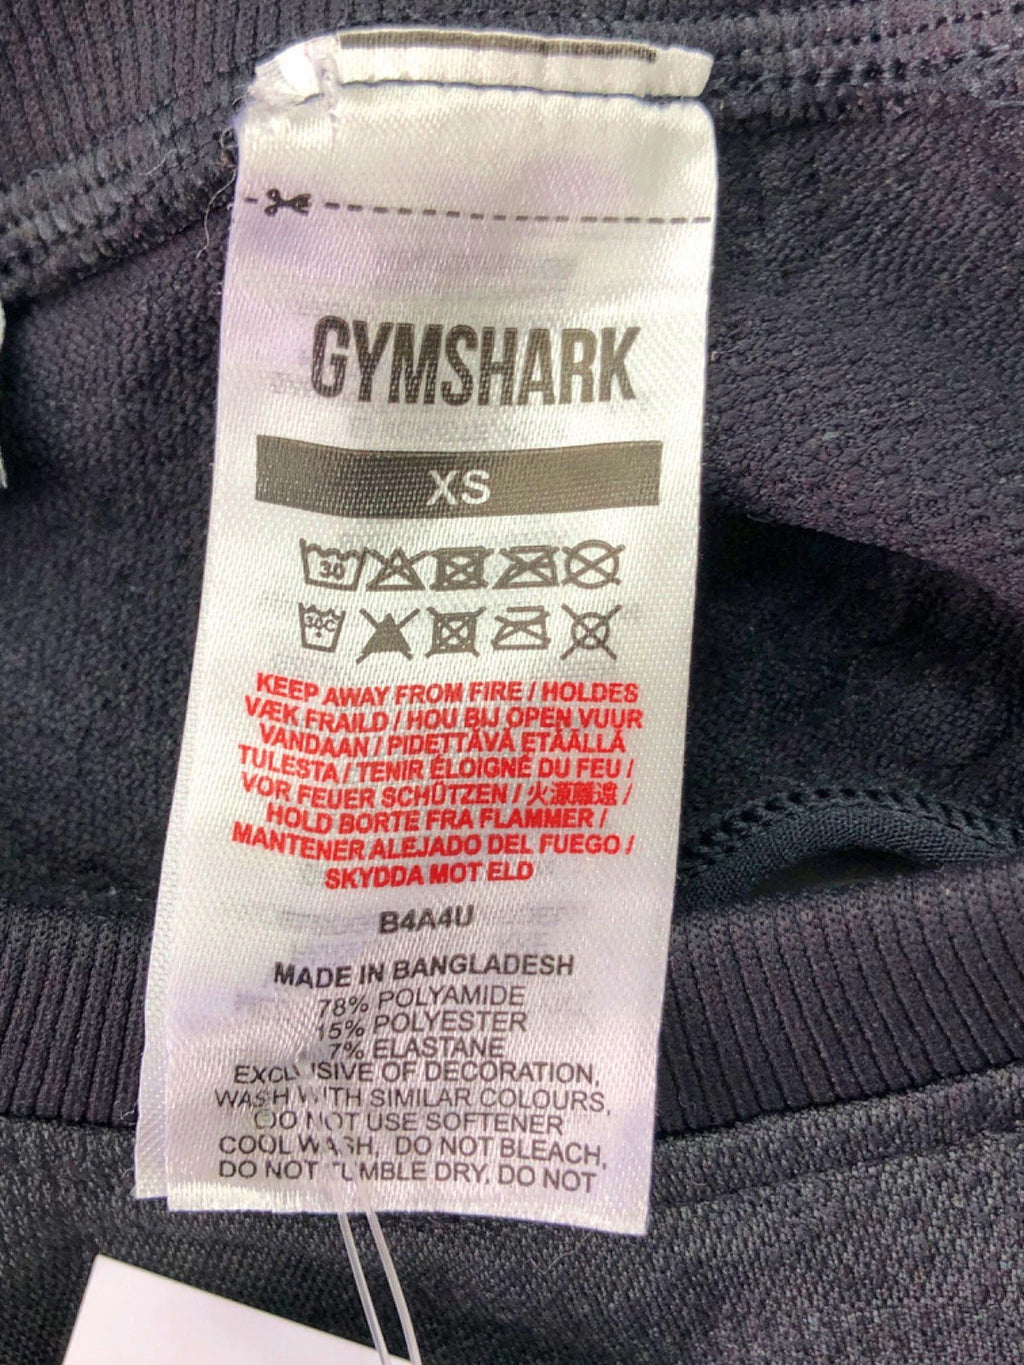 GYMSHARK
XS
30
30C
KEEP AWAY FROM FIRE / HOLDES
VÆK FRAILD / HOU BIJ OPEN VUUR
VANDAAN / PIDETTÄVÄ ETÄÄLLÄ
TULESTA / TENIR ÉLOIGNÉ DU FEU /
VOR FEUER SCHÜTZEN / 火源離遠 /
HOLD BORTE FRA FLAMMER /
MANTENER ALEJADO DEL FUEGO /
SKYDDA MOT ELD
B4A4U
MADE IN BANGLADESH
78% POLYAMIDE
15% POLYESTER
7% ELASTANE
EXCLUSIVE OF DECORATION,
WASH WITH SIMILAR COLOURS,
DO NOT USE SOFTENER
COOL WASH, DO NOT BLEACH,
DO NOT TUMBLE DRY, DO NOT